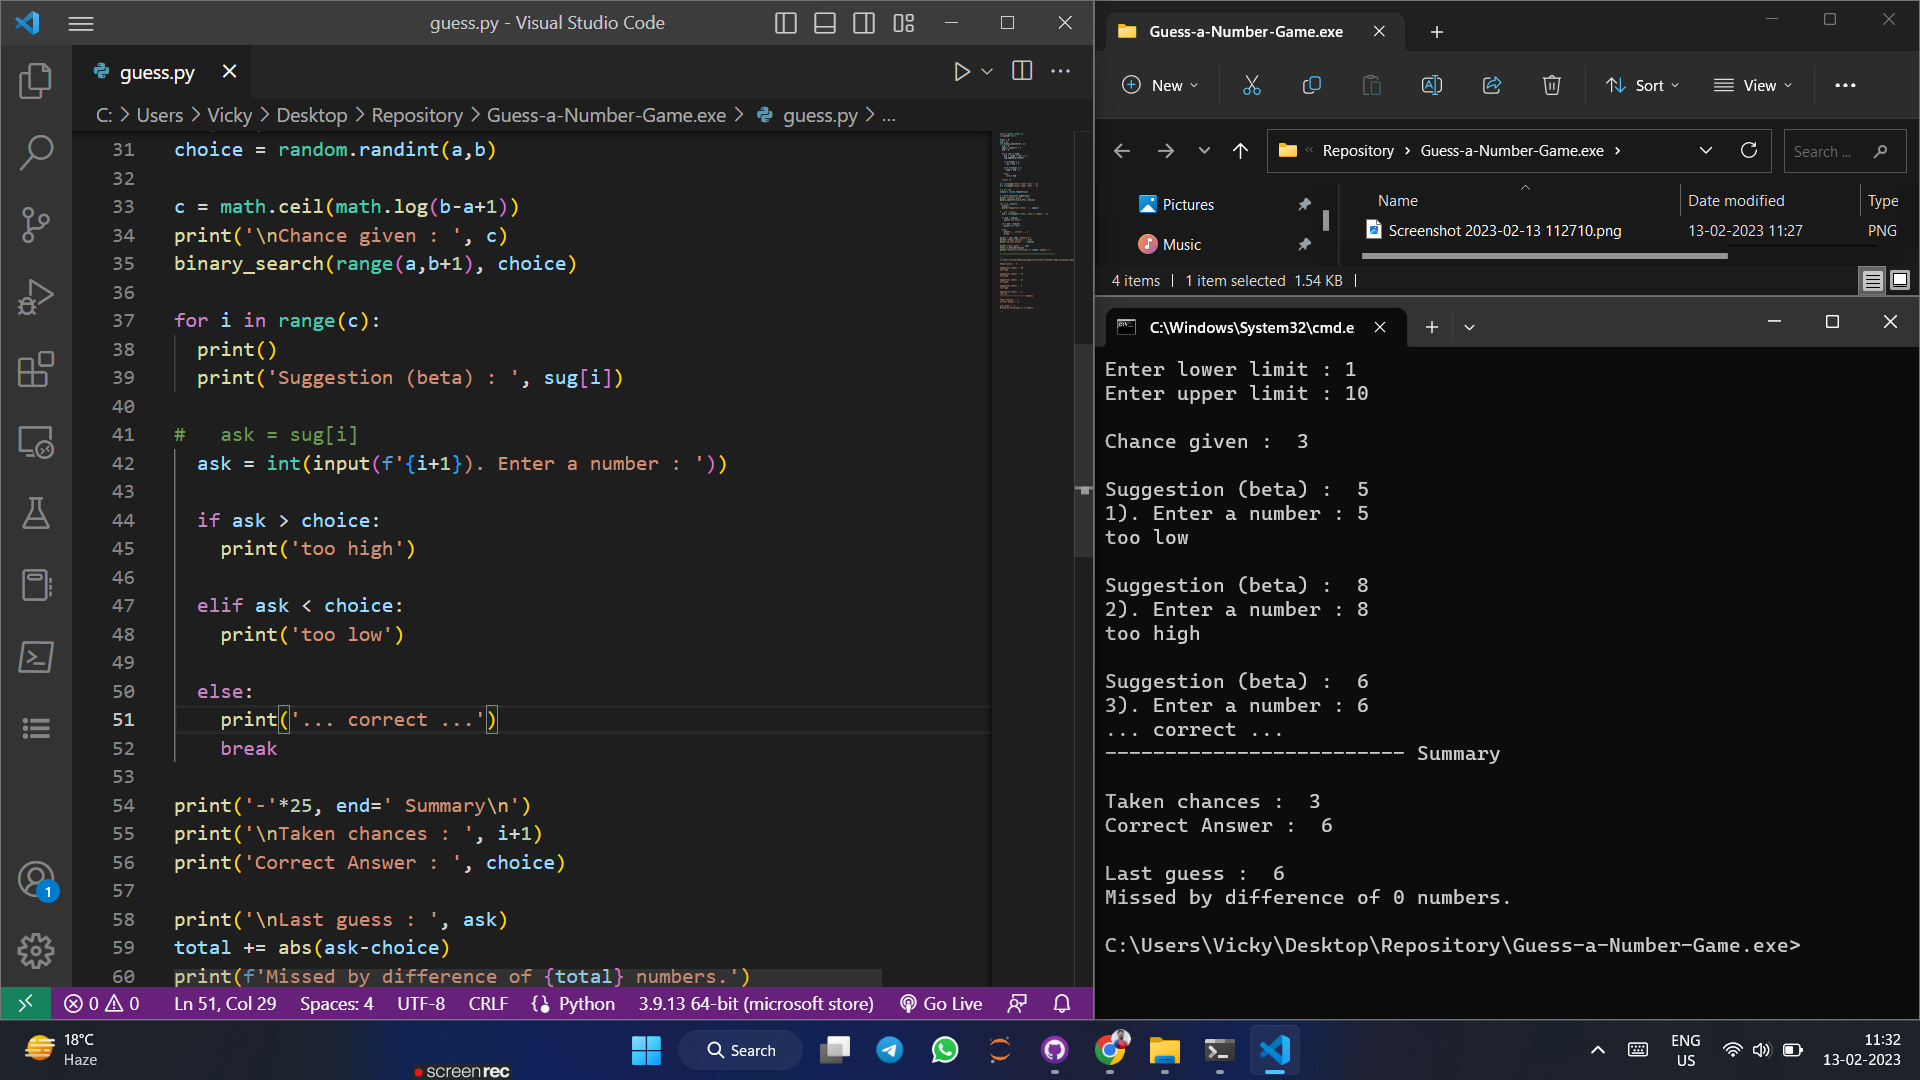 guess.py - Visual Studio Code
guess.py
C: > Users > Vicky > Desktop > Repository > Guess-a-Number-Game.exe > guess.py > ...
31 choice = random.randint(a,b)
32
33 c = math.ceil(math.log(b-a+1))
34 print('\nChance given : ', c)
35 binary_search(range(a,b+1), choice)
36
37 for i in range(c):
38   print()
39   print('Suggestion (beta) : ', sug[i])
40
41 #   ask = sug[i]
42   ask = int(input(f'{i+1}). Enter a number : '))
43
44   if ask > choice:
45     print('too high')
46
47   elif ask < choice:
48     print('too low')
49
50   else:
51     print('... correct ...')
52     break
53
54 print('-'*25, end=' Summary\n')
55 print('\nTaken chances : ', i+1)
56 print('Correct Answer : ', choice)
57
58 print('\nLast guess : ', ask)
59 total += abs(ask-choice)
60 print(f'Missed by difference of {total} numbers.')
1
0 0 Ln 51, Col 29 Spaces: 4 UTF-8 CRLF Python 3.9.13 64-bit (microsoft store) Go Live
Guess-a-Number-Game.exe
New Sort View
Repository > Guess-a-Number-Game.exe > Search ...
Name Date modified Type
Pictures
Screenshot 2023-02-13 112710.png 13-02-2023 11:27 PNG
Music
4 items 1 item selected 1.54 KB
C:\Windows\System32\cmd.e
Enter lower limit : 1
Enter upper limit : 10
Chance given :  3
Suggestion (beta) :  5
1). Enter a number : 5
too low
Suggestion (beta) :  8
2). Enter a number : 8
too high
Suggestion (beta) :  6
3). Enter a number : 6
... correct ...
------------------------- Summary
Taken chances :  3
Correct Answer :  6
Last guess :  6
Missed by difference of 0 numbers.
C:\Users\Vicky\Desktop\Repository\Guess-a-Number-Game.exe>
18°C
Haze
screenrec
Search
ENG
US
11:32
13-02-2023